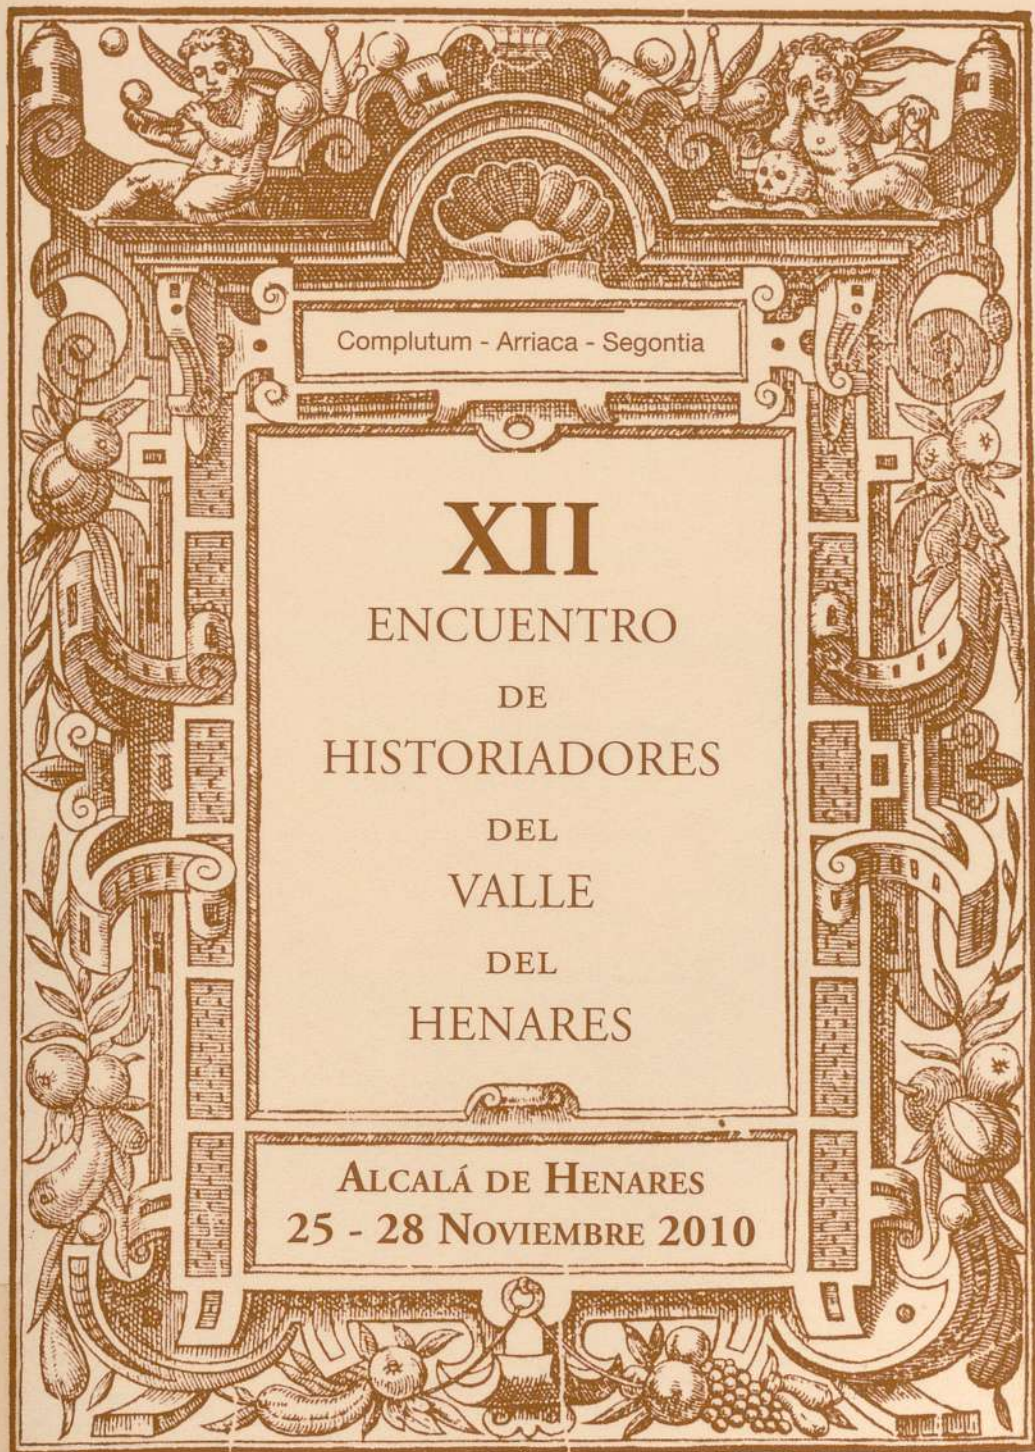 Complutum - Arriaca - Segontia
XII
ENCUENTRO
DE
HISTORIADORES
DEL
VALLE
DEL
HENARES
ALCALÁ DE HENARES
25 - 28 NOVIEMBRE 2010